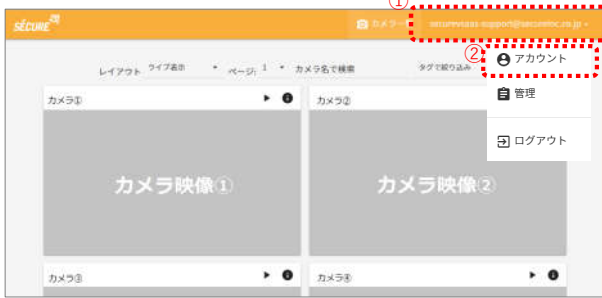 ①
SÉCURE
カメラ一覧 securevsaas-support@secureinc.co.jp
レイアウト ライブ表示 ページ: 1 カメラ名で検索 タグで絞り込み
② アカウント
管理
ログアウト
カメラ① カメラ②
カメラ映像① カメラ映像②
カメラ③ カメラ④